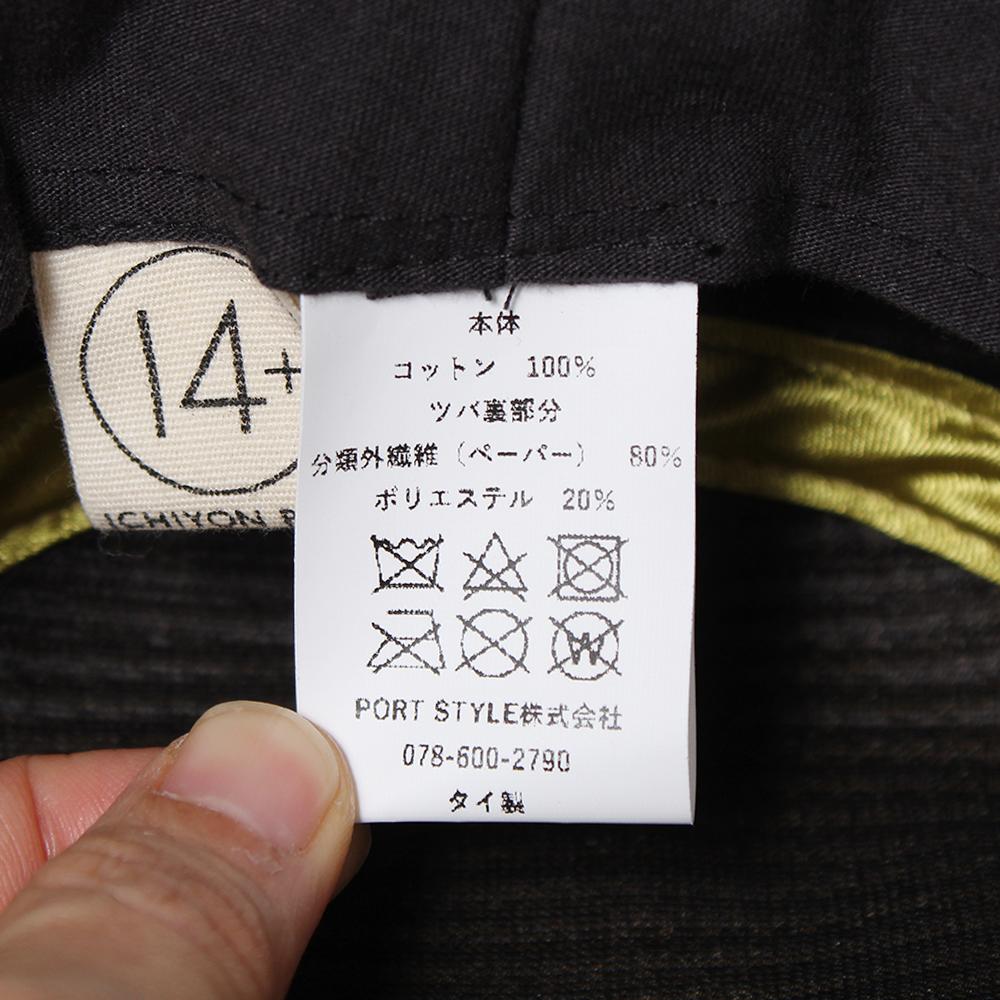 14+
ICHIYON
本体
コットン 100%
ツバ裏部分
分類外繊維（ペーパー） 80%
ポリエステル 20%
W
PORT STYLE株式会社
078-600-2790
タイ製